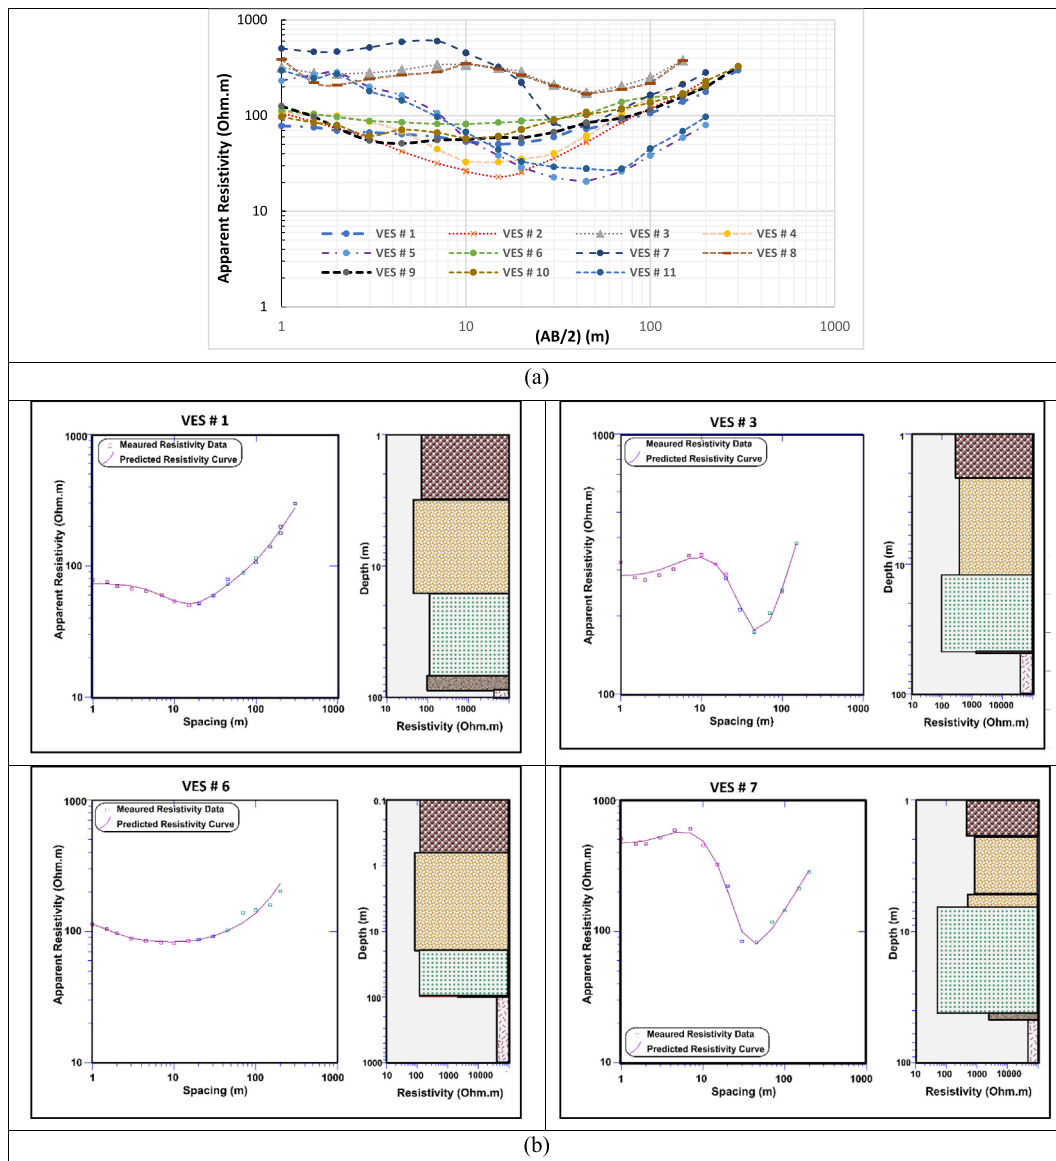 1000
100
10
1
Apparent Resistivity (Ohm.m)
VES # 1 VES # 2 VES # 3 VES # 4
VES # 5 VES # 6 VES # 7 VES # 8
VES # 9 VES # 10 VES # 11
1 10 100 1000
(AB/2) (m)
(a)
VES # 1
1000
100
10
Apparent Resistivity (Ohm.m)
Meaured Resistivity Data
Predicted Resistivity Curve
1 10 100 1000
Spacing (m)
1
10
100
Depth (m)
10 100 1000
Resistivity (Ohm.m)
VES # 3
1000
100
Apparent Resistivity (Ohm.m)
Measured Resistivity Data
Predicted Resistivity Curve
1 10 100 1000
Spacing (m)
1
10
100
Depth (m)
10 100 1000 10000
Resistivity (Ohm.m)
VES # 6
1000
100
10
Apparent Resistivity (Ohm.m)
Meaured Resistivity Data
Predicted Resistivity Curve
1 10 100 1000
Spacing (m)
0.1
1
10
100
1000
Depth (m)
10 100 1000 10000
Resistivity (Ohm.m)
VES # 7
1000
100
10
Apparent Resistivity (Ohm.m)
Meaured Resistivity Data
Predicted Resistivity Curve
1 10 100 1000
Spacing (m)
1
10
100
Depth (m)
10 100 1000 10000
Resistivity (Ohm.m)
(b)